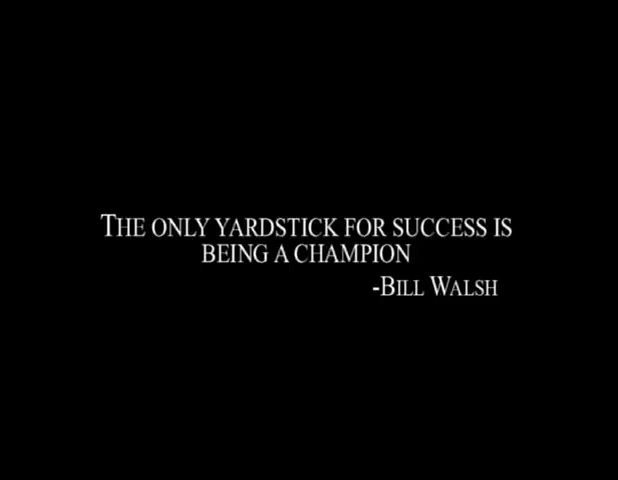 THE ONLY YARDSTICK FOR SUCCESS IS
BEING A CHAMPION
-BILL WALSH